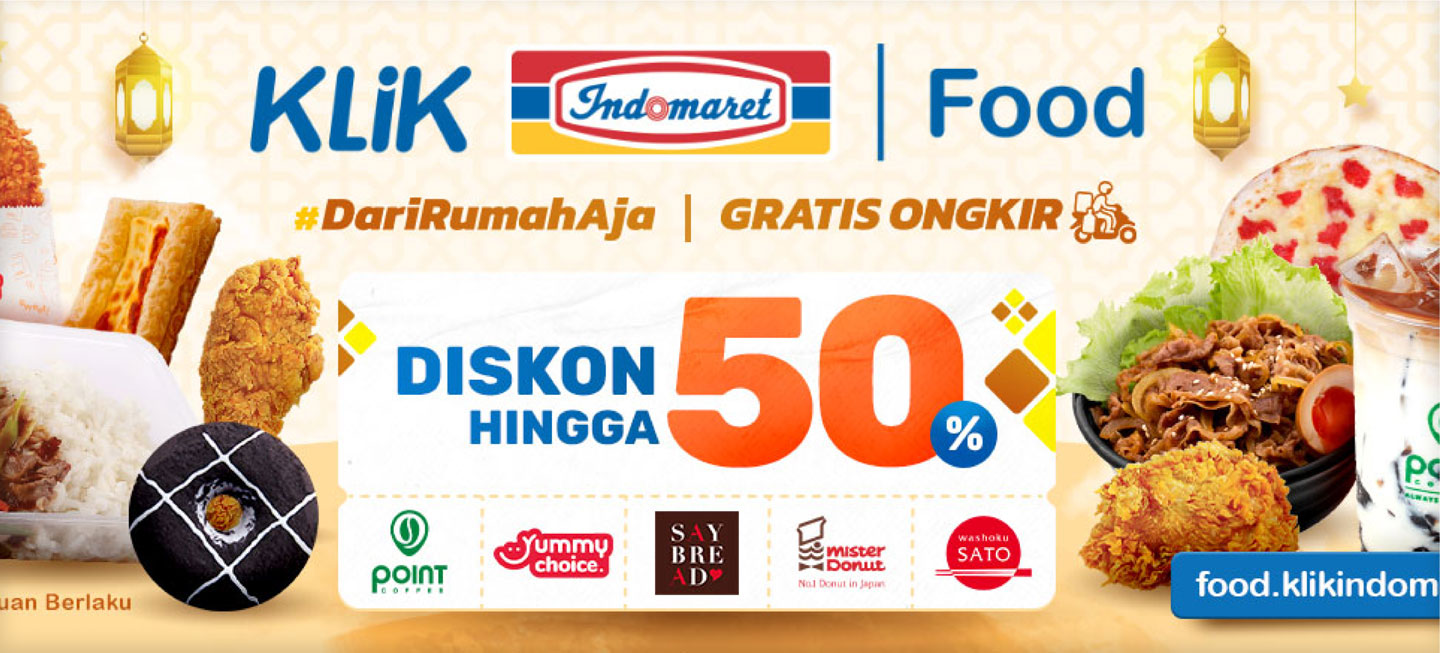 KLiK Indomaret | Food
#DariRumahAja | GRATIS ONGKIR
DISKON
HINGGA
50%
POINT
COFFEE
Yummy
choice.
SAY
BRE
AD
mister
Donut
No.1 Donut in Japan
washoku
SATO
uan Berlaku
food.klikindom